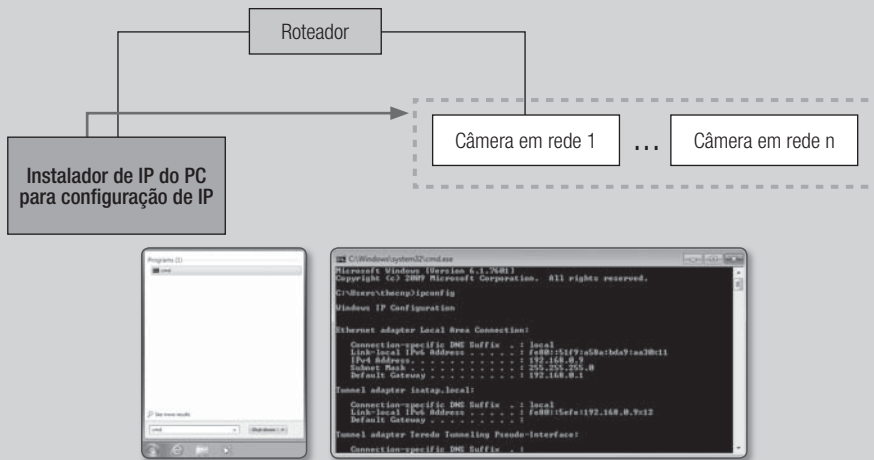 Roteador
Câmera em rede 1
...
Câmera em rede n
Instalador de IP do PC
para configuração de IP
Programs (1)
cmd
See more results
cmd
Shut down
C:\Windows\system32\cmd.exe
Microsoft Windows [Version 6.1.7601]
Copyright (c) 2009 Microsoft Corporation. All rights reserved.
C:\Users\thecnp>ipconfig
Windows IP Configuration
Ethernet adapter Local Area Connection:
Connection-specific DNS Suffix . : local
Link-local IPv6 Address . . . . . : fe80::51f9:a58a:bda9:aa30%11
IPv4 Address. . . . . . . . . . . : 192.168.0.9
Subnet Mask . . . . . . . . . . . : 255.255.255.0
Default Gateway . . . . . . . . . : 192.168.0.1
Tunnel adapter isatap.local:
Connection-specific DNS Suffix . : local
Link-local IPv6 Address . . . . . : fe80::5efe:192.168.0.9%12
Default Gateway . . . . . . . . . :
Tunnel adapter Teredo Tunneling Pseudo-Interface:
Connection-specific DNS Suffix . :